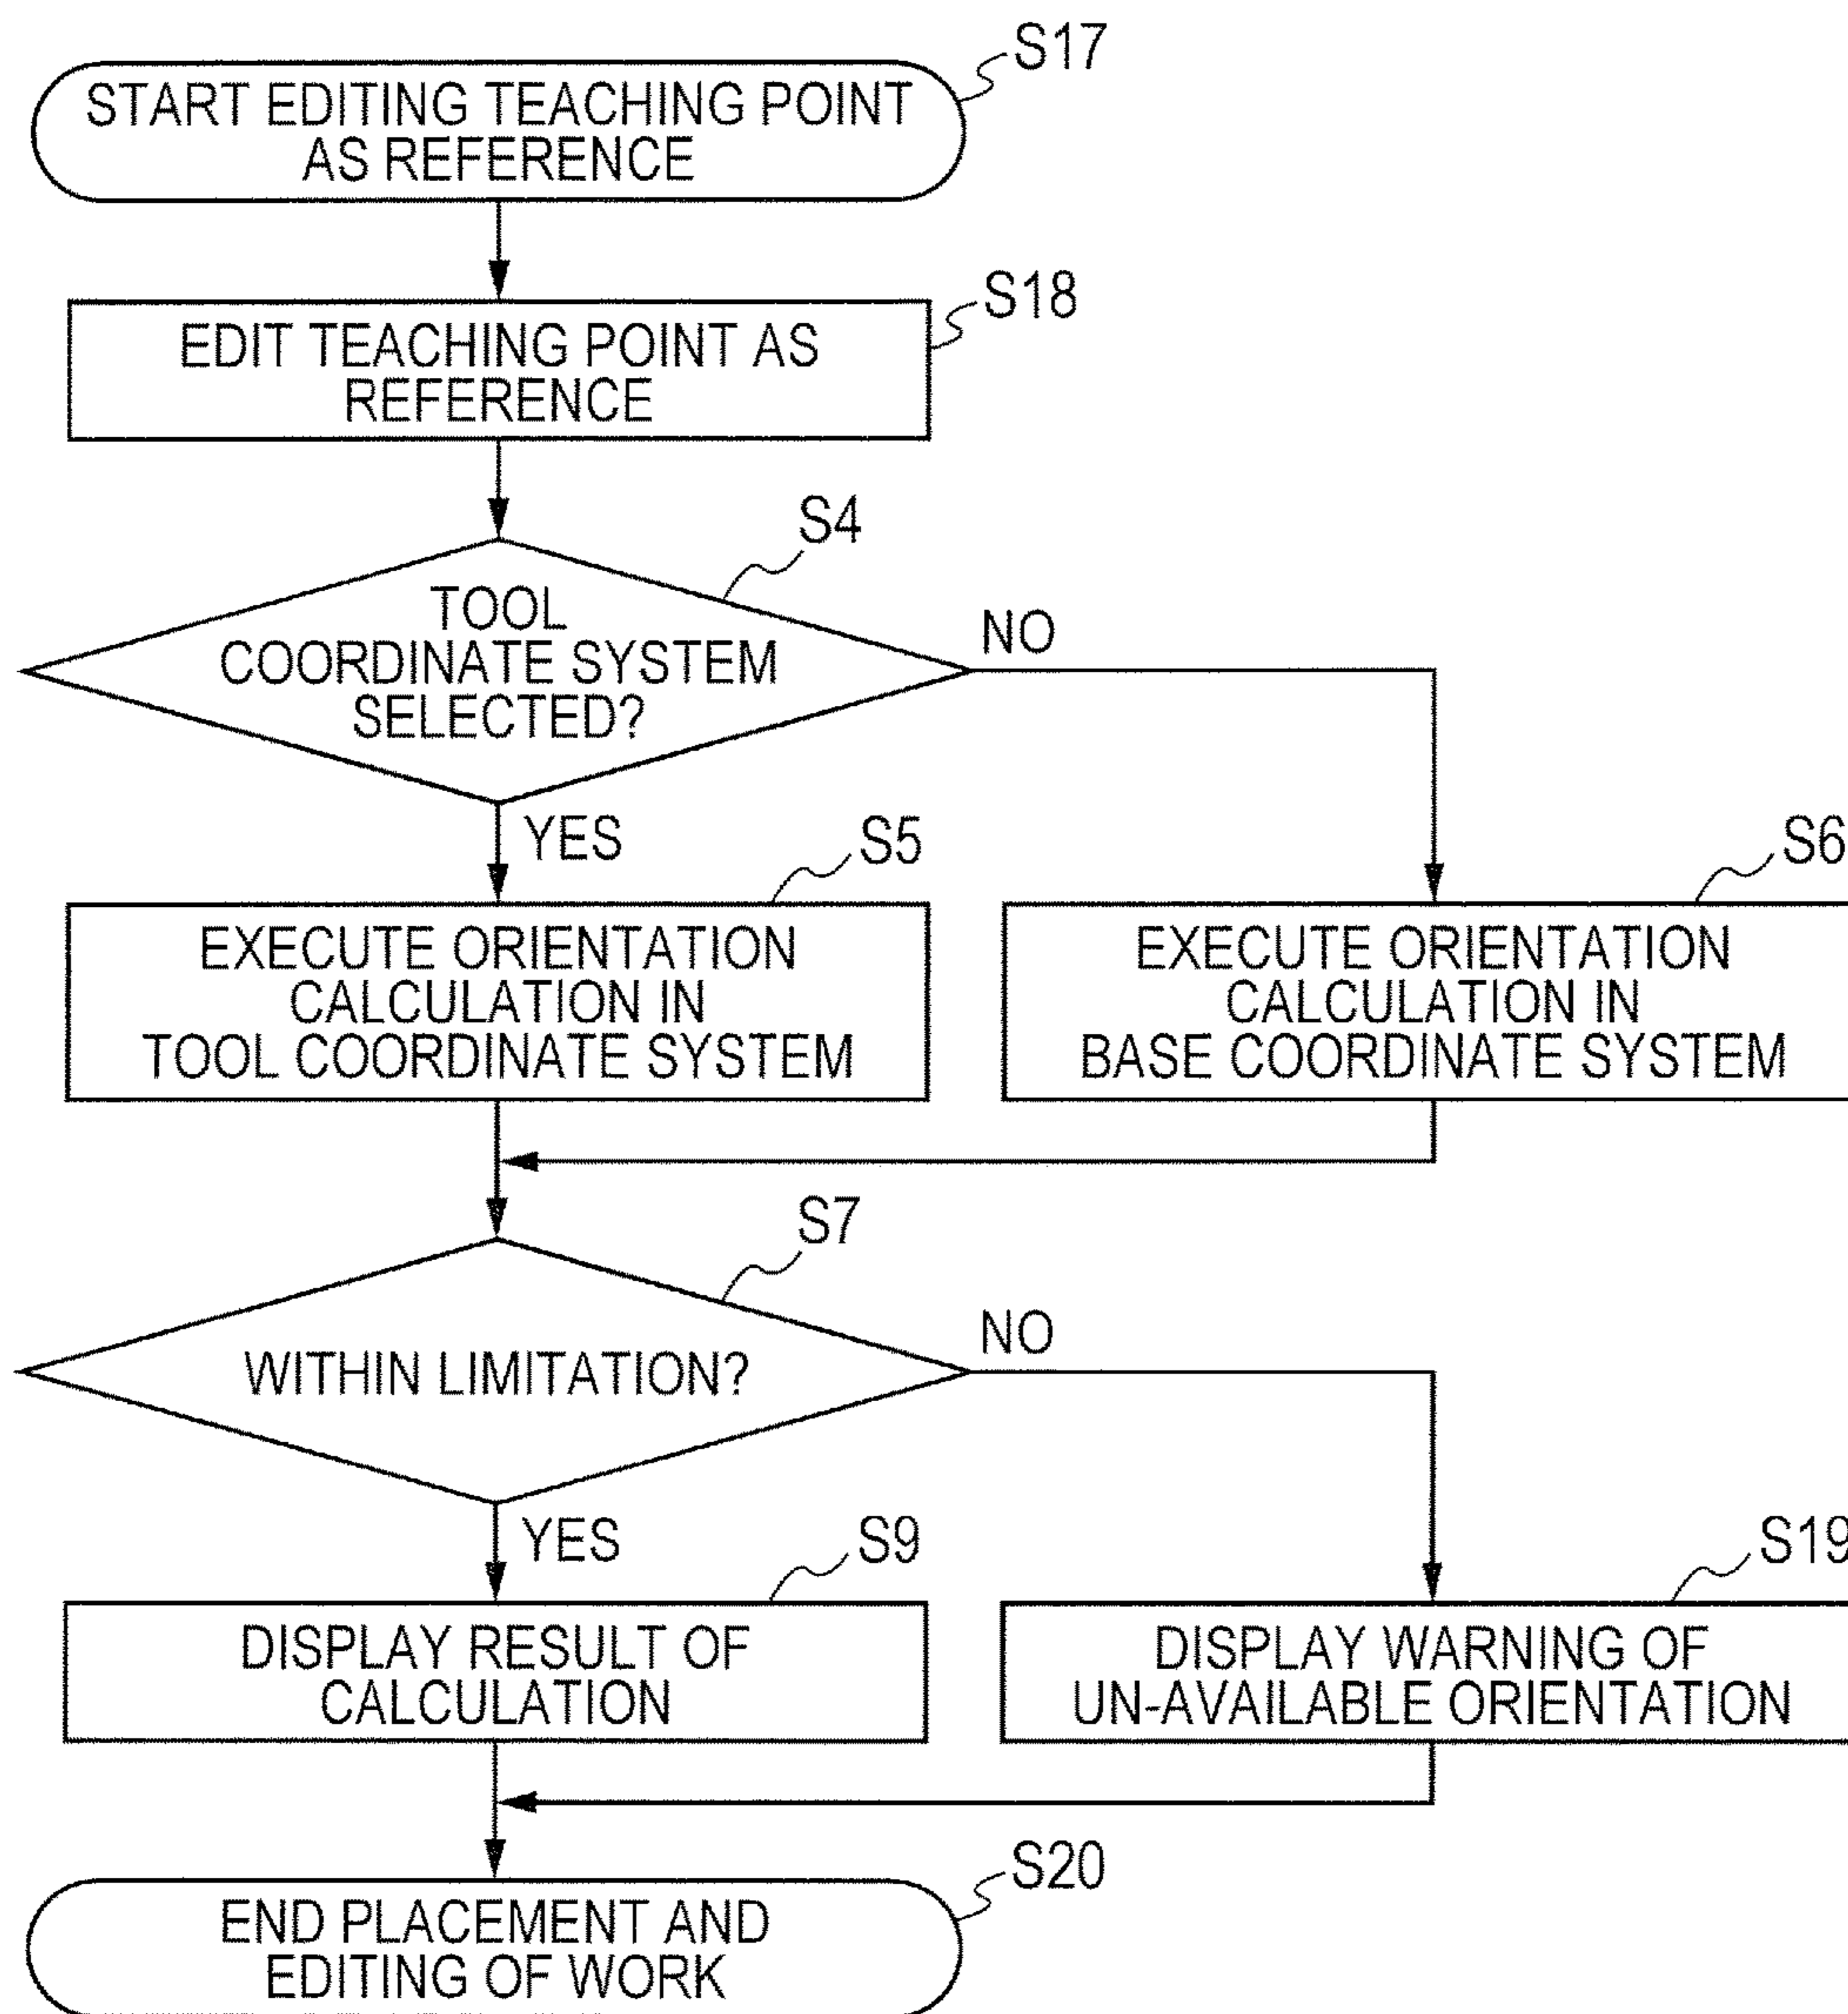 S17
START EDITING TEACHING POINT
AS REFERENCE
S18
EDIT TEACHING POINT AS
REFERENCE
S4
TOOL
COORDINATE SYSTEM
SELECTED?
NO
YES
S5
EXECUTE ORIENTATION
CALCULATION IN
TOOL COORDINATE SYSTEM
S6
EXECUTE ORIENTATION
CALCULATION IN
BASE COORDINATE SYSTEM
S7
WITHIN LIMITATION?
NO
YES
S9
DISPLAY RESULT OF
CALCULATION
S19
DISPLAY WARNING OF
UN-AVAILABLE ORIENTATION
S20
END PLACEMENT AND
EDITING OF WORK